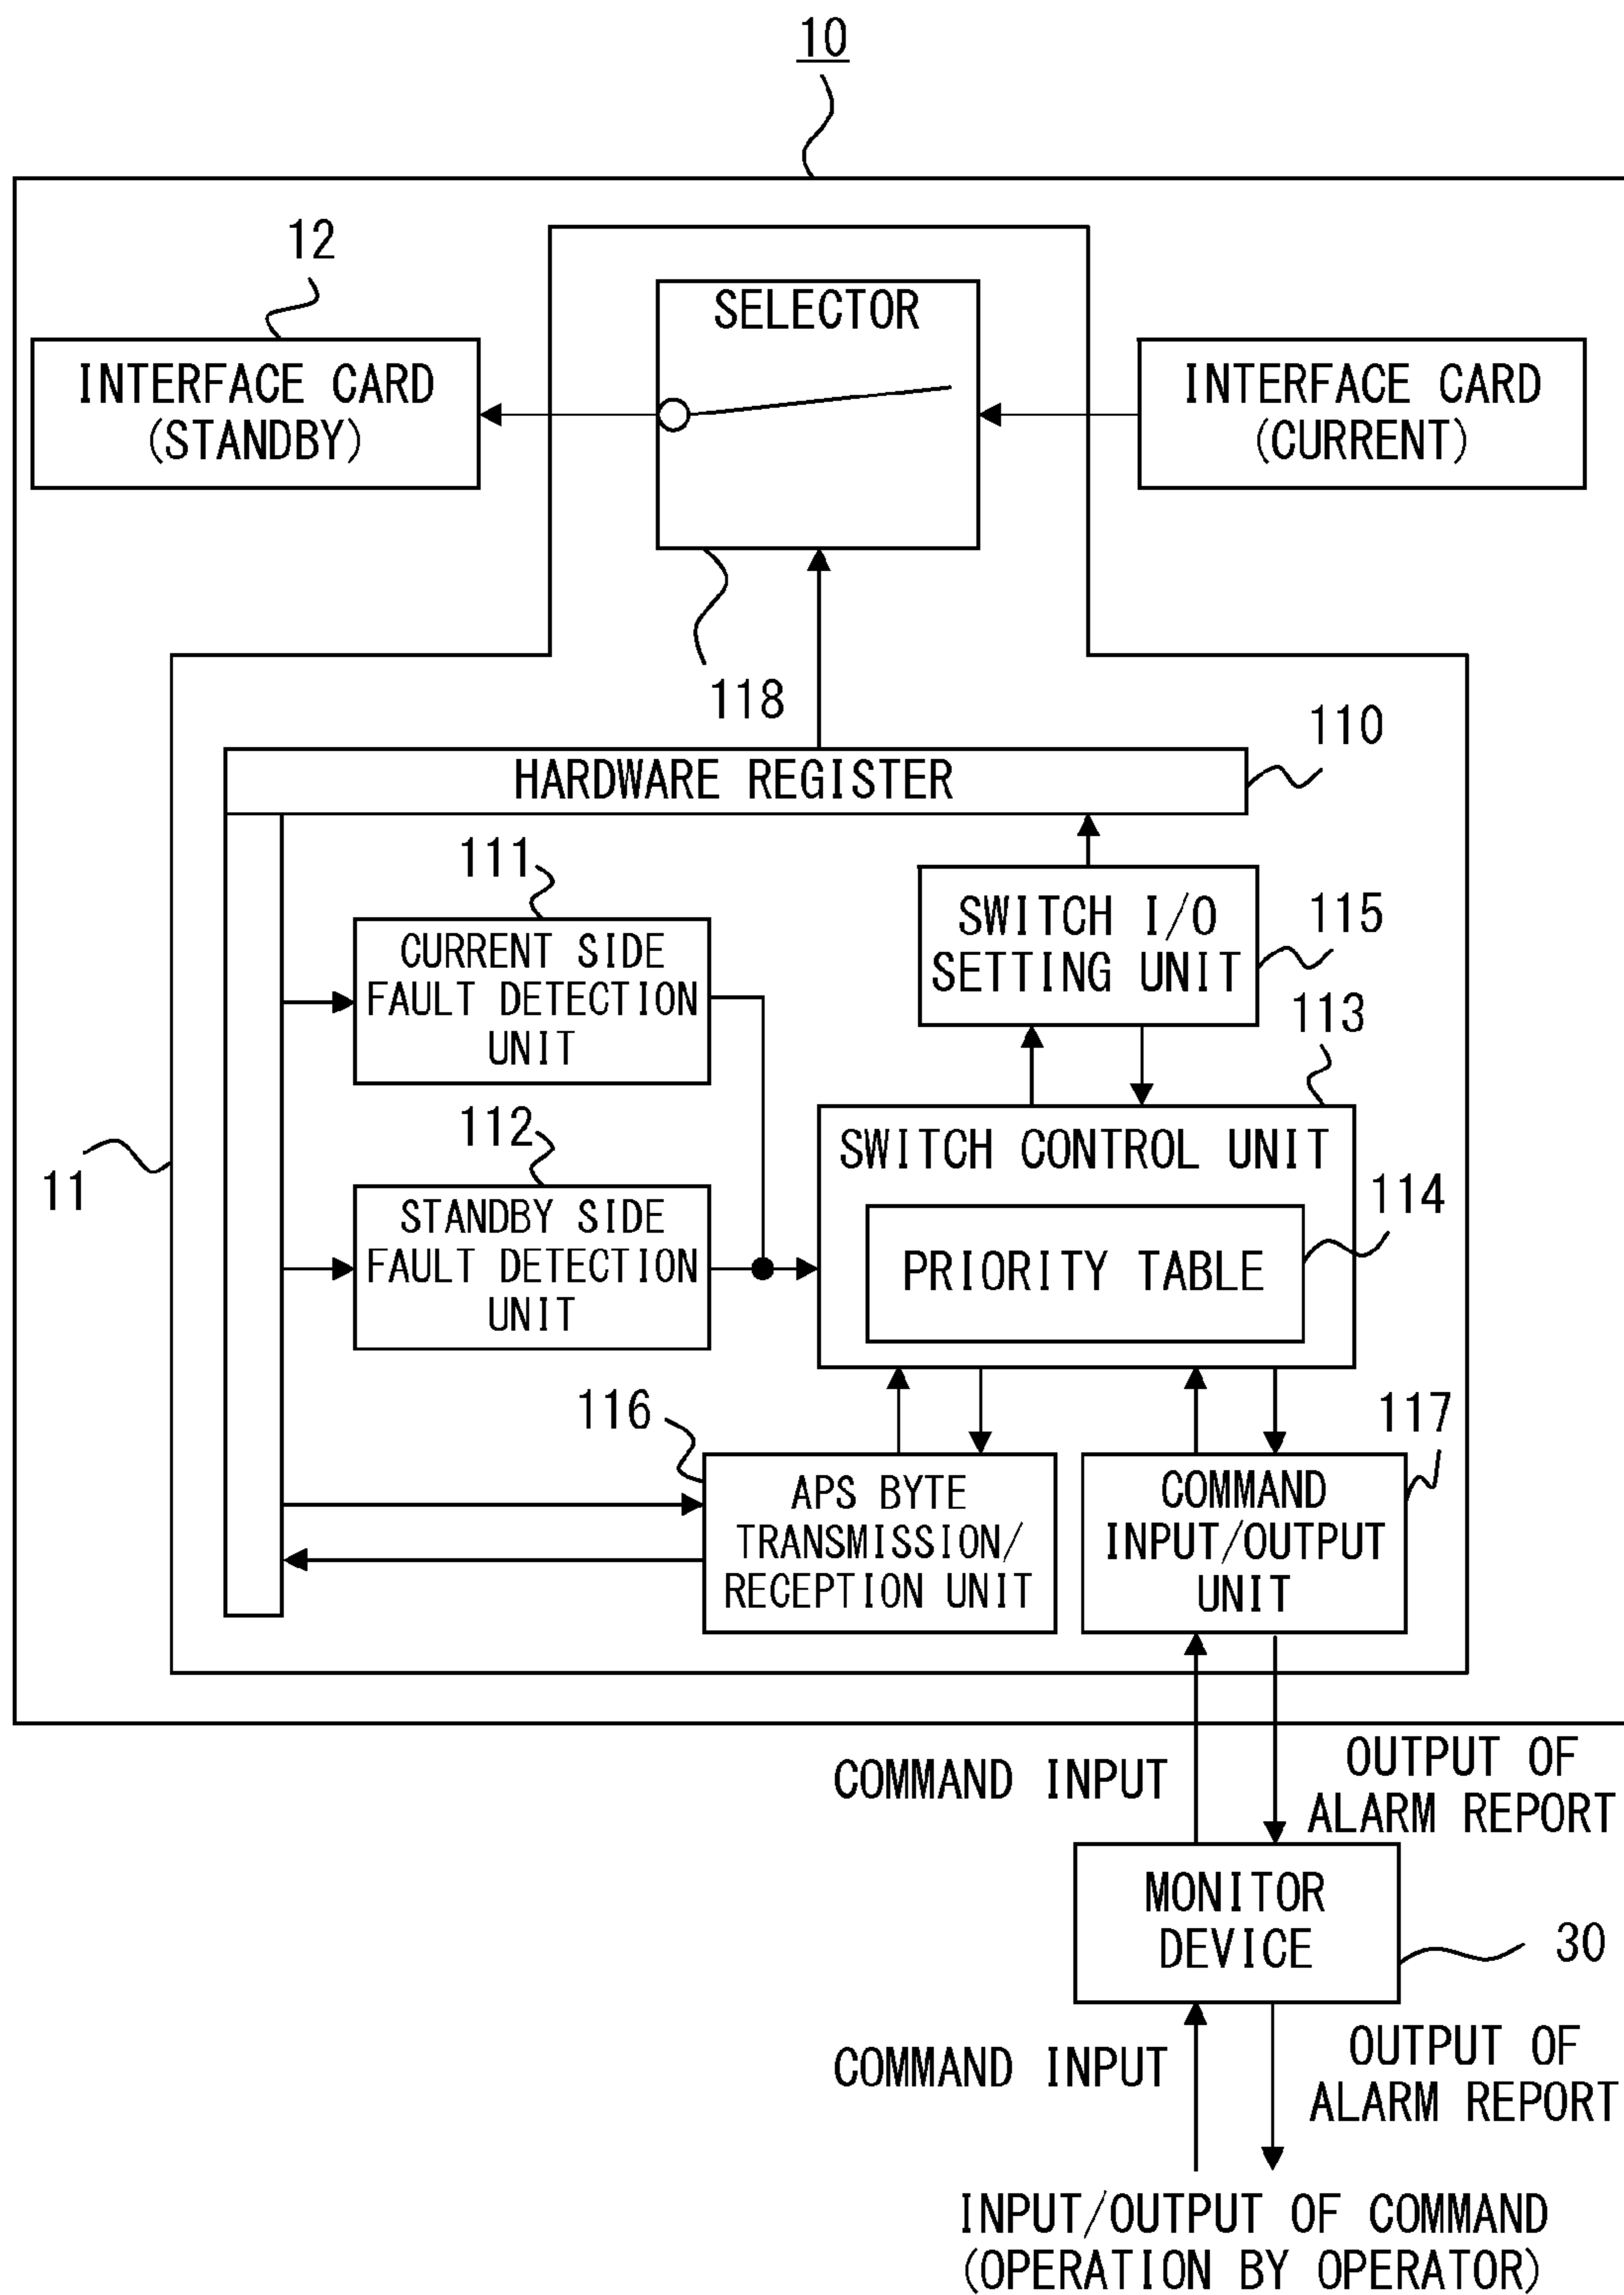 10
12
SELECTOR
INTERFACE CARD
(STANDBY)
INTERFACE CARD
(CURRENT)
118
110
HARDWARE REGISTER
111
CURRENT SIDE
FAULT DETECTION
UNIT
SWITCH I/O
SETTING UNIT
115
113
112
STANDBY SIDE
FAULT DETECTION
UNIT
11
SWITCH CONTROL UNIT
114
PRIORITY TABLE
116
APS BYTE
TRANSMISSION/
RECEPTION UNIT
117
COMMAND
INPUT/OUTPUT
UNIT
COMMAND INPUT
OUTPUT OF
ALARM REPORT
MONITOR
DEVICE
30
COMMAND INPUT
OUTPUT OF
ALARM REPORT
INPUT/OUTPUT OF COMMAND
(OPERATION BY OPERATOR)